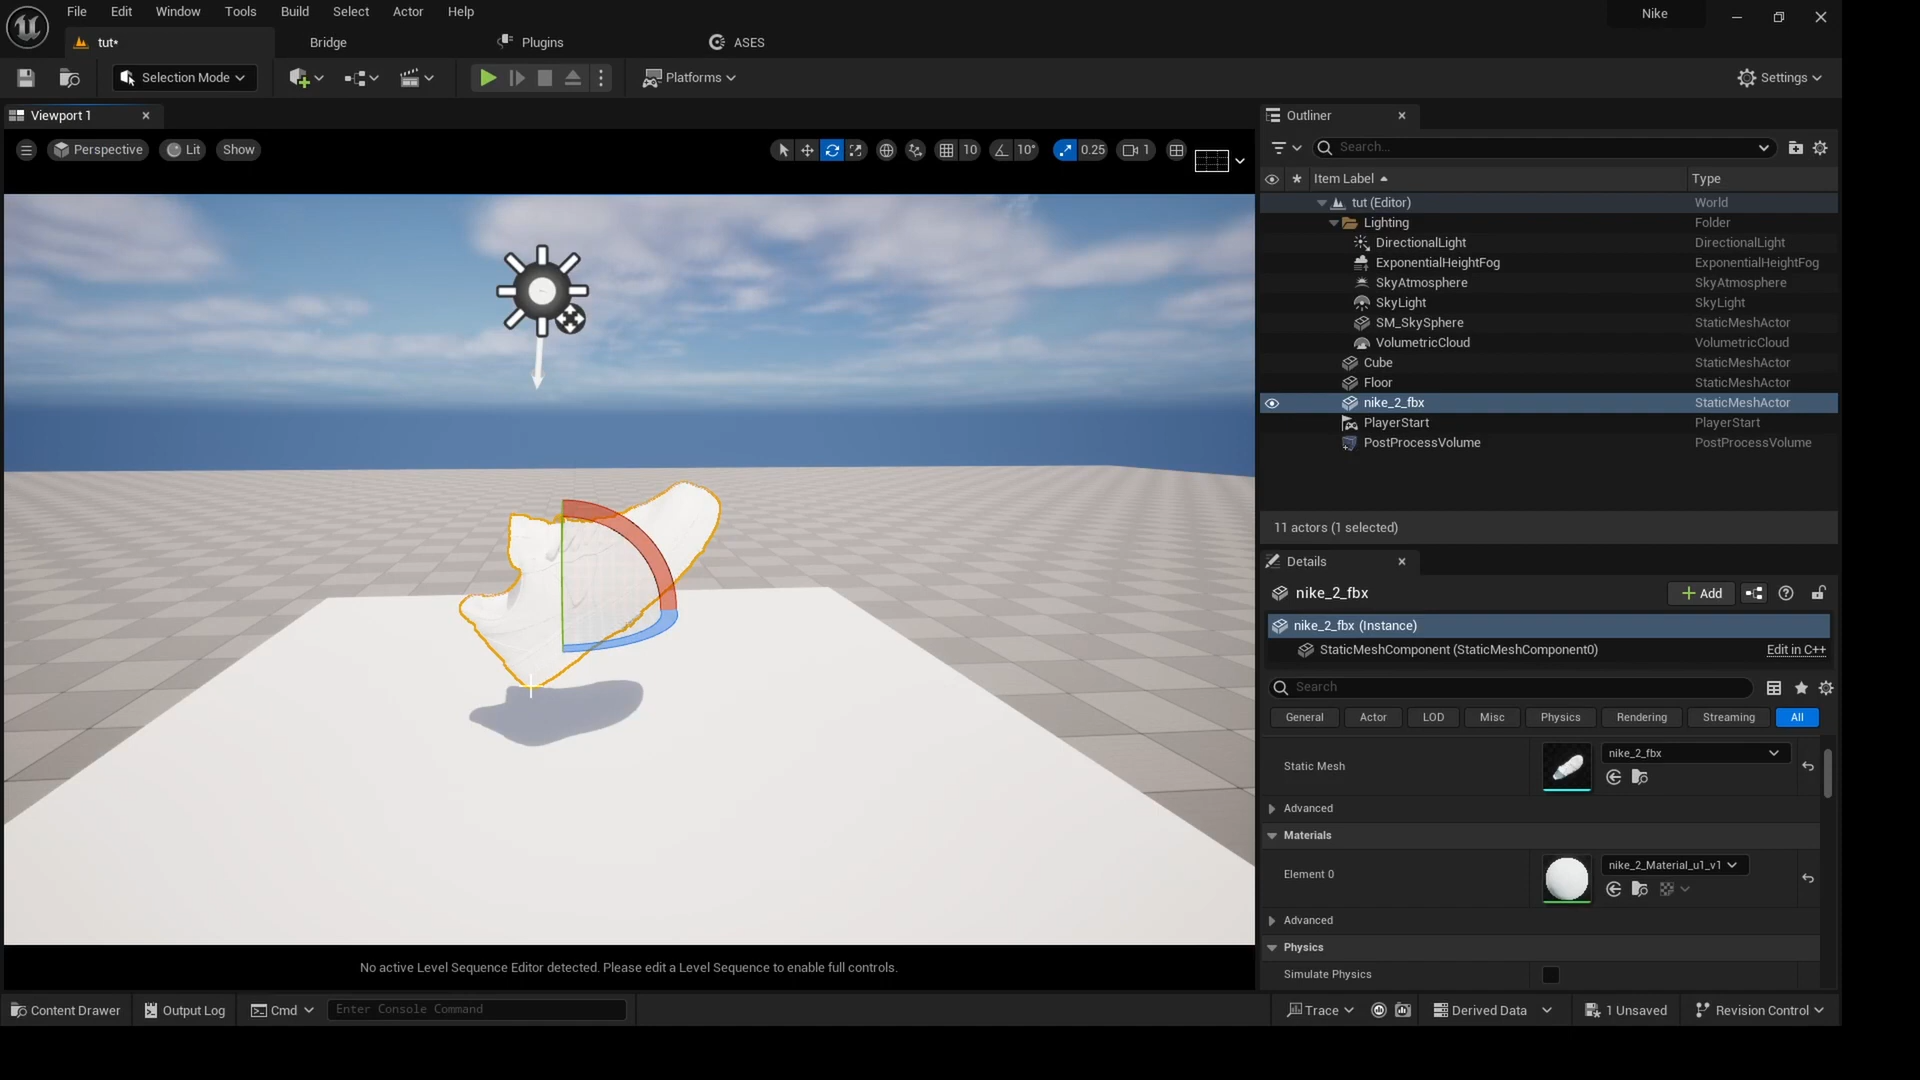 File Edit Window Tools Build Select Actor Help
Nike
tut*
Bridge
Plugins
ASES
Selection Mode
Platforms
Settings
Viewport 1
Perspective
Lit
Show
10
10°
0.25
1
Outliner
Search...
Item Label
Type
tut (Editor)
World
Lighting
Folder
DirectionalLight
DirectionalLight
ExponentialHeightFog
ExponentialHeightFog
SkyAtmosphere
SkyAtmosphere
SkyLight
SkyLight
SM_SkySphere
StaticMeshActor
VolumetricCloud
VolumetricCloud
Cube
StaticMeshActor
Floor
StaticMeshActor
nike_2_fbx
StaticMeshActor
PlayerStart
PlayerStart
PostProcessVolume
PostProcessVolume
11 actors (1 selected)
Details
nike_2_fbx
Add
nike_2_fbx (Instance)
StaticMeshComponent (StaticMeshComponent0)
Edit in C++
Search
General
Actor
LOD
Misc
Physics
Rendering
Streaming
All
Static Mesh
nike_2_fbx
Advanced
Materials
Element 0
nike_2_Material_u1_v1
Advanced
Physics
Simulate Physics
No active Level Sequence Editor detected. Please edit a Level Sequence to enable full controls.
Content Drawer
Output Log
Cmd
Enter Console Command
Trace
Derived Data
1 Unsaved
Revision Control